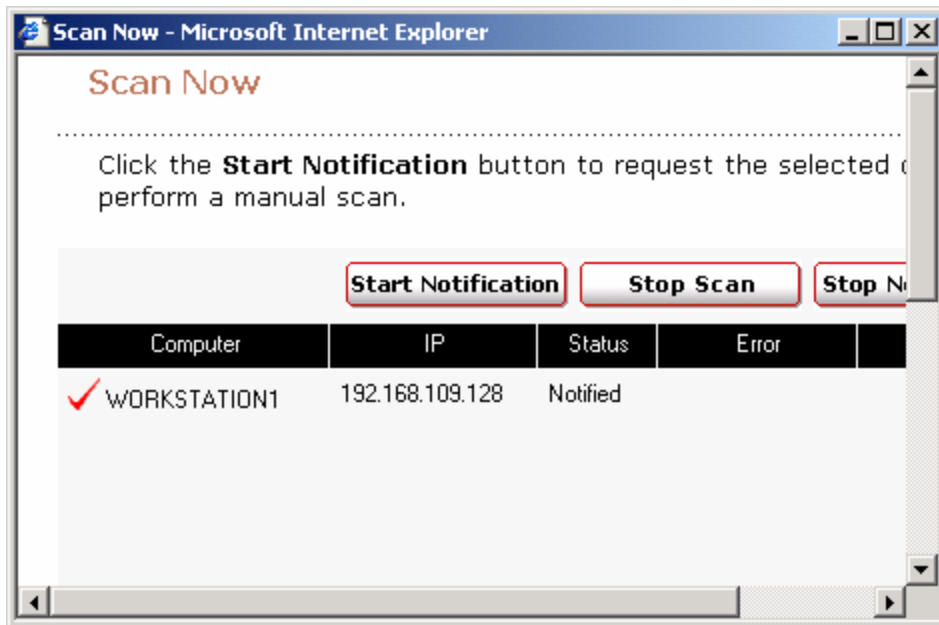 Scan Now - Microsoft Internet Explorer
Scan Now
Click the Start Notification button to request the selected
perform a manual scan.
Start Notification Stop Scan Stop
Computer IP Status Error
WORKSTATION1 192.168.109.128 Notified